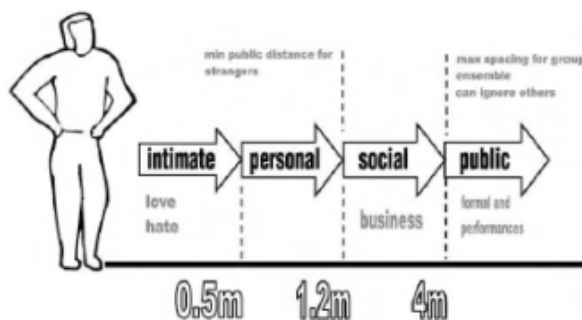 min public distance for
strangers
max spacing for group
ensemble
can ignore others
intimate personal social public
love
hate
business
formal and
performances
0.5m 1.2m 4m